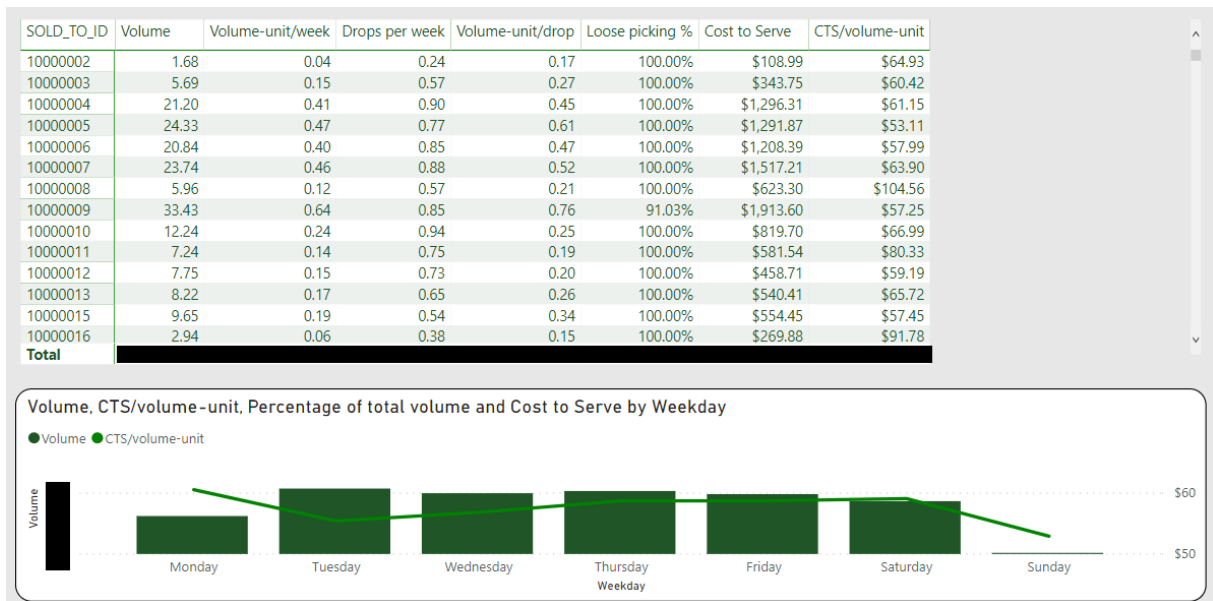 SOLD_TO_ID Volume Volume-unit/week Drops per week Volume-unit/drop Loose picking % Cost to Serve CTS/volume-unit
10000002 1.68 0.04 0.24 0.17 100.00% $108.99 $64.93
10000003 5.69 0.15 0.57 0.27 100.00% $343.75 $60.42
10000004 21.20 0.41 0.90 0.45 100.00% $1,296.31 $61.15
10000005 24.33 0.47 0.77 0.61 100.00% $1,291.87 $53.11
10000006 20.84 0.40 0.85 0.47 100.00% $1,208.39 $57.99
10000007 23.74 0.46 0.88 0.52 100.00% $1,517.21 $63.90
10000008 5.96 0.12 0.57 0.21 100.00% $623.30 $104.56
10000009 33.43 0.64 0.85 0.76 91.03% $1,913.60 $57.25
10000010 12.24 0.24 0.94 0.25 100.00% $819.70 $66.99
10000011 7.24 0.14 0.75 0.19 100.00% $581.54 $80.33
10000012 7.75 0.15 0.73 0.20 100.00% $458.71 $59.19
10000013 8.22 0.17 0.65 0.26 100.00% $540.41 $65.72
10000015 9.65 0.19 0.54 0.34 100.00% $554.45 $57.45
10000016 2.94 0.06 0.38 0.15 100.00% $269.88 $91.78
Total
Volume, CTS/volume-unit, Percentage of total volume and Cost to Serve by Weekday
Volume CTS/volume-unit
Volume
$60
$50
Monday Tuesday Wednesday Thursday Friday Saturday Sunday
Weekday